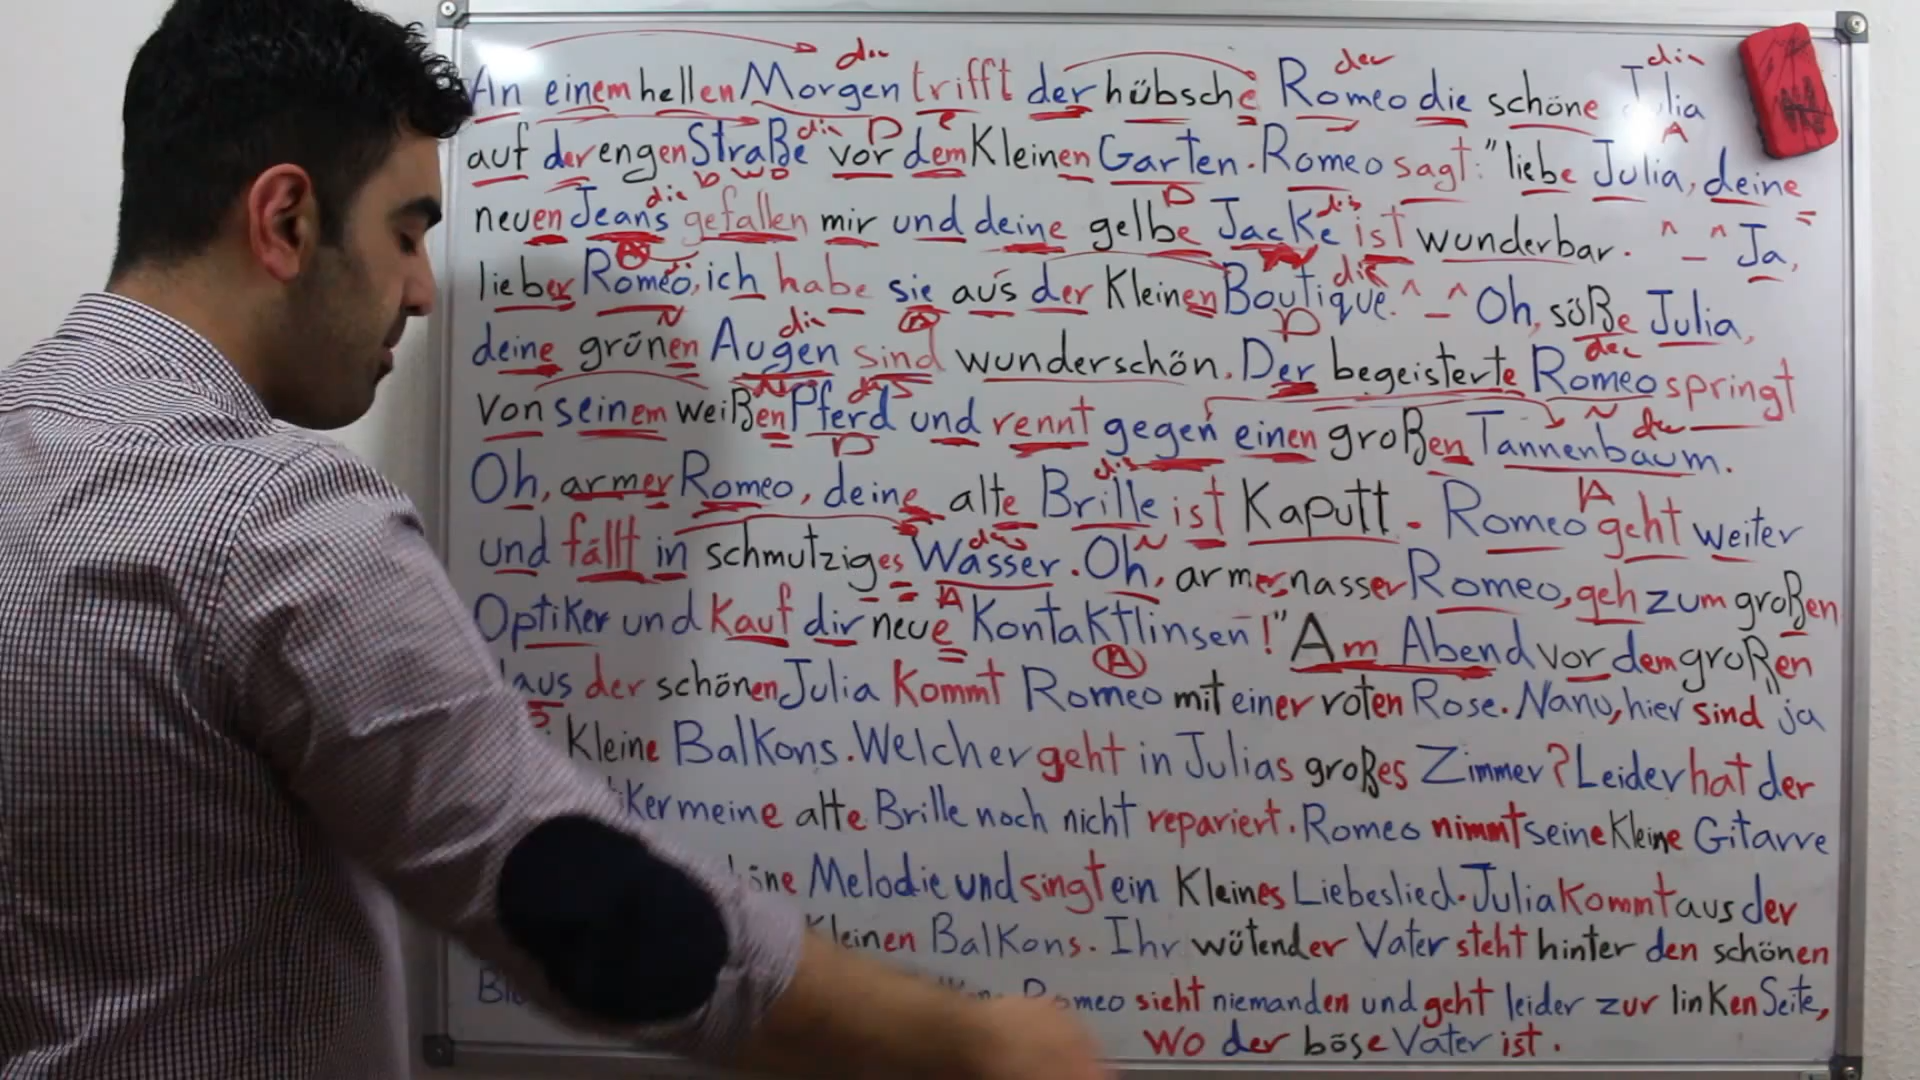 An einem hellen Morgen trifft der hübsche Romeo die schöne Julia
auf der engen Straße vor dem Kleinen Garten. Romeo sagt: "liebe Julia, deine
neuen Jeans gefallen mir und deine gelbe Jacke ist wunderbar. ^ _ ^ Ja,
lieber Romeo, ich habe sie aus der Kleinen Boutique. ^ _ ^ Oh, süße Julia,
deine grünen Augen sind wunderschön. Der begeisterte Romeo springt
von seinem weißen Pferd und rennt gegen einen großen Tannenbaum.
Oh, armer Romeo, deine alte Brille ist Kaputt. Romeo geht weiter
und fällt in schmutziges Wasser. Oh, armer, nasser Romeo, geh zum großen
Optiker und Kauf dir neue Kontaktlinsen!" Am Abend vor dem großen
aus der schönen Julia Kommt Romeo mit einer roten Rose. Nanu, hier sind ja
Kleine Balkons. Welcher geht in Julias großes Zimmer? Leider hat der
iker meine alte Brille noch nicht repariert. Romeo nimmt seine Kleine Gitarre
höne Melodie und singt ein Kleines Liebeslied. Julia Kommt aus der
Kleinen Balkons. Ihr wütender Vater steht hinter den schönen
Romeo sieht niemanden und geht leider zur linken Seite,
wo der böse Vater ist.